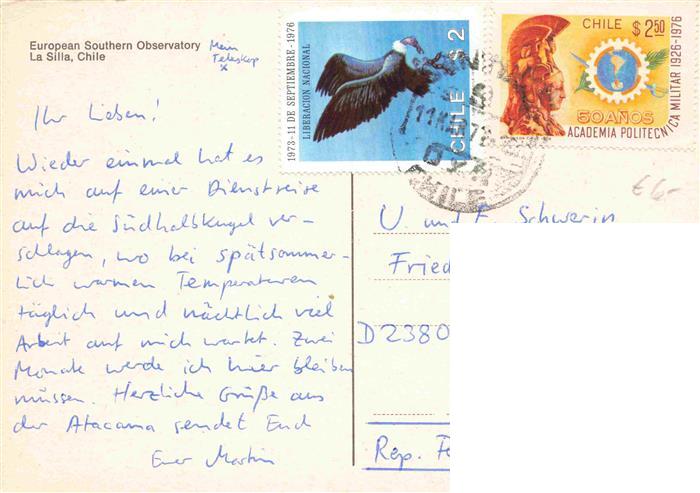 European Southern Observatory
La Silla, Chile
Mein
Teleskop
x
Ihr Lieben!
Wieder einmal hat es
mich auf einer Dienstreise
auf die Südhalbkugel ver-
schlagen, wo bei spätsommer-
lich warmen Temperaturen
täglich und nächtlich viel
Arbeit auf mich wartet. Zwei
Monate werde ich hier bleiben
müssen. Herzliche Grüße aus
der Atacama sendet Euch
Euer Martin
1973-11 DE SEPTIEMBRE-1976
LIBERACION NACIONAL
CHILE $2
CHILE $2.50
50 AÑOS
ACADEMIA POLITECNICA MILITAR 1926-1976
CHILE
€6-
U. und E. Schwerin
Fried
D2380
Rep. Fe